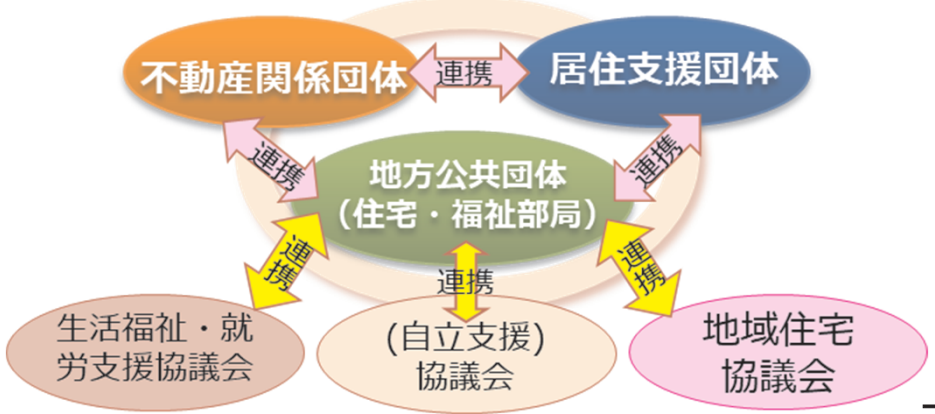 不動産関係団体
連携
居住支援団体
連携
地方公共団体
（住宅・福祉部局）
連携
連携
連携
連携
生活福祉・就
労支援協議会
(自立支援)
協議会
地域住宅
協議会